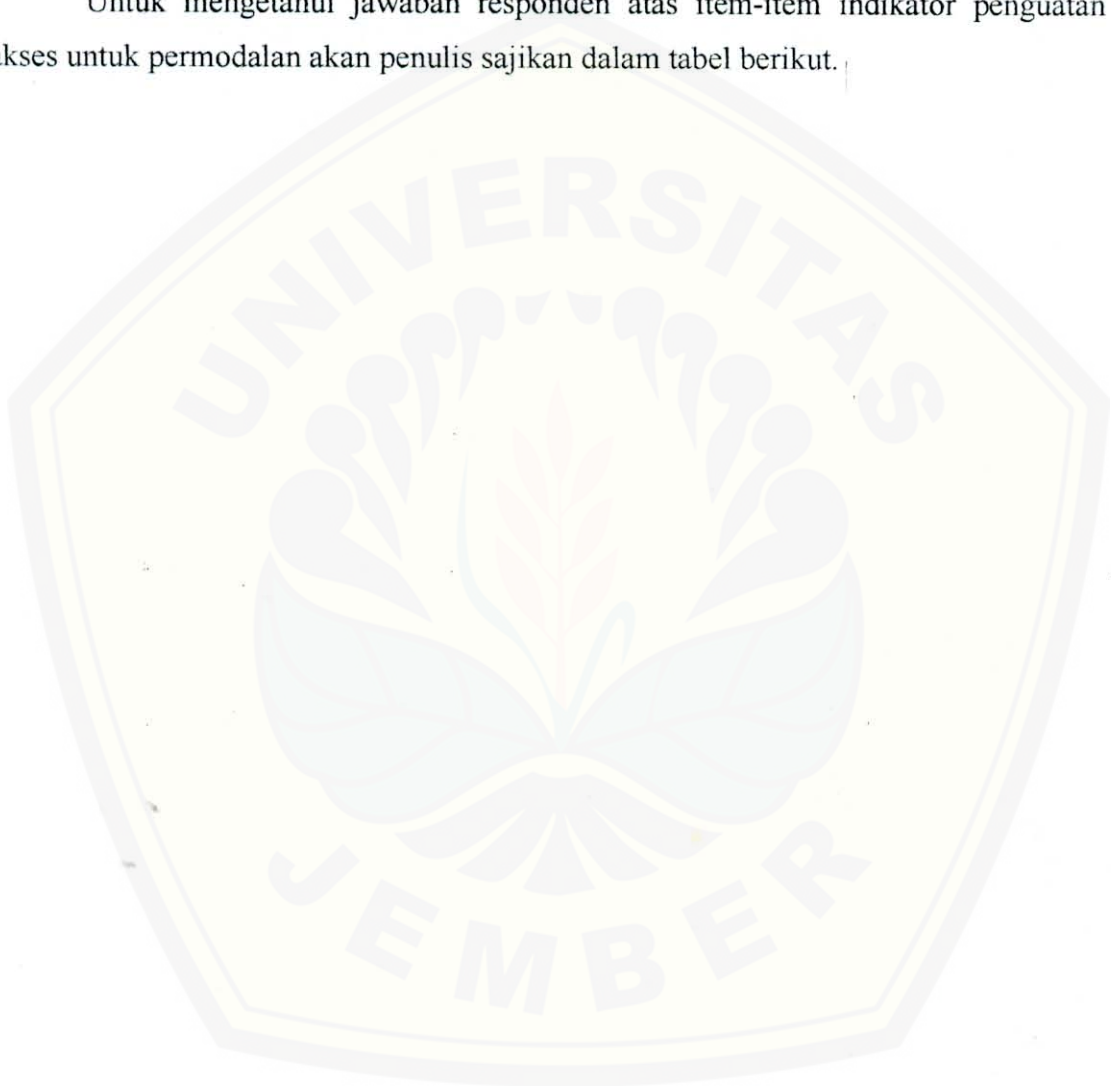 Untuk mengetahui jawaban responden atas item-item indikator penguatan
kses untuk permodalan akan penulis sajikan dalam tabel berikut.
UNIVERSITAS
JEMBER